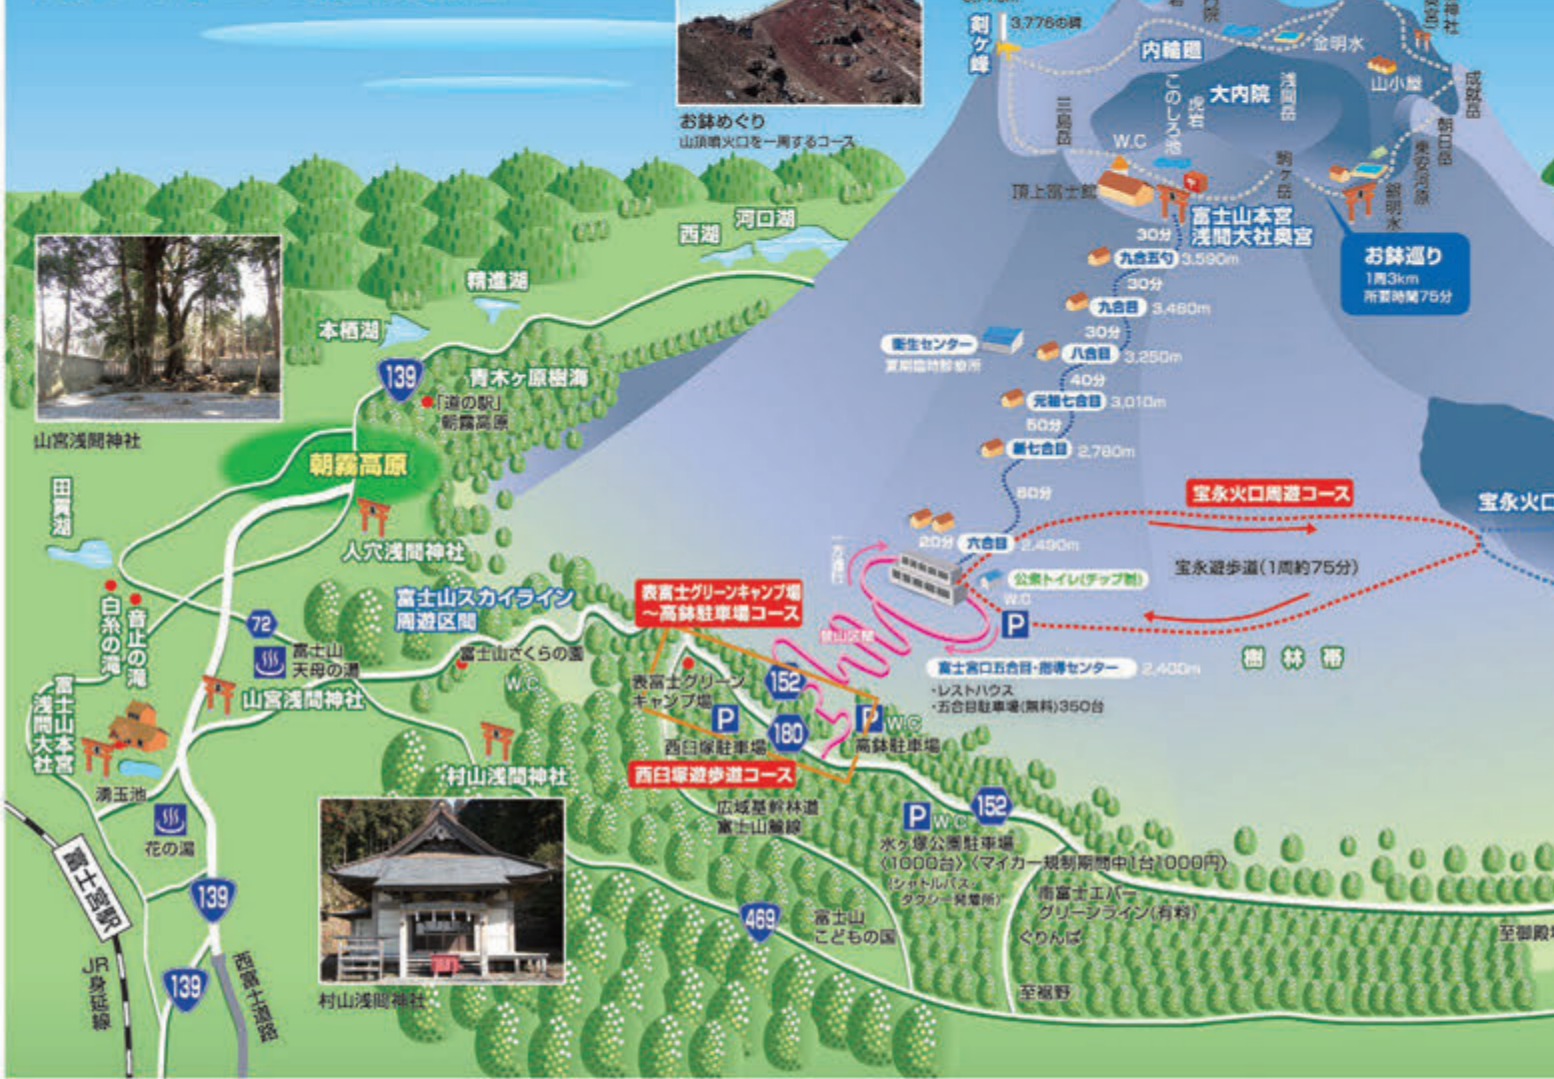 剣ヶ峰
3,776の碑
内輪廻
金明水
神社
山小屋
成就岳
大内院
浅間岳
このしろ池
虎岩
三島岳
W.C
朝日岳
東安河原
駒ヶ岳
銀明水
頂上富士館
富士山本宮
浅間大社奥宮
お鉢巡り
1周3km
所要時間75分
お鉢めぐり
山頂噴火口を一周するコース
30分
九合五勺 3,590m
30分
九合目 3,460m
30分
八合目 3,250m
衛生センター
夏期臨時診療所
40分
元祖七合目 3,010m
50分
新七合目 2,780m
60分
六合目 2,490m
20分
宝永火口周遊コース
宝永火口
宝永遊歩道(1周約75分)
公衆トイレ(チップ制)
W.C
P
登山区間
富士宮口五合目・指導センター 2,400m
・レストハウス
・五合目駐車場(無料)350台
樹林帯
河口湖
西湖
精進湖
本栖湖
139
青木ヶ原樹海
「道の駅」
朝霧高原
山宮浅間神社
朝霧高原
田貫湖
人穴浅間神社
白糸の滝
音止の滝
72
富士山
天母の湯
富士山スカイライン
周遊区間
富士山さくらの園
W.C
山宮浅間神社
富士山本宮
浅間大社
湧玉池
花の湯
富士宮駅
JR身延線
139
139
西富士道路
村山浅間神社
村山浅間神社
表富士グリーンキャンプ場
～高鉢駐車場コース
表富士グリーン
キャンプ場
152
P
西臼塚駐車場
180
P W.C
高鉢駐車場
西臼塚遊歩道コース
広域基幹林道
富士山麓線
P W.C
152
水ヶ塚公園駐車場
〈1000台〉〈マイカー規制期間中1台1000円〉
(シャトルバス
タクシー発着所)
469
富士山
こどもの国
南富士エバー
グリーンライン(有料)
ぐりんぱ
至裾野
至御殿場